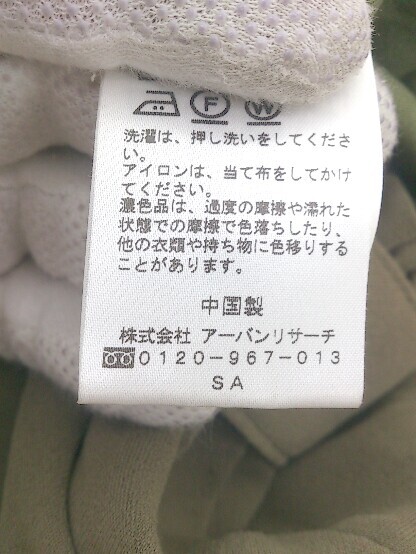 F W
洗濯は、押し洗いをしてくださ
い。
アイロンは、当て布をしてかけ
てください。
濃色品は、過度の摩擦や濡れた
状態での摩擦で色落ちしたり、
他の衣類や持ち物に色移りする
ことがあります。
中国製
株式会社 アーバンリサーチ
0120-967-013
SA